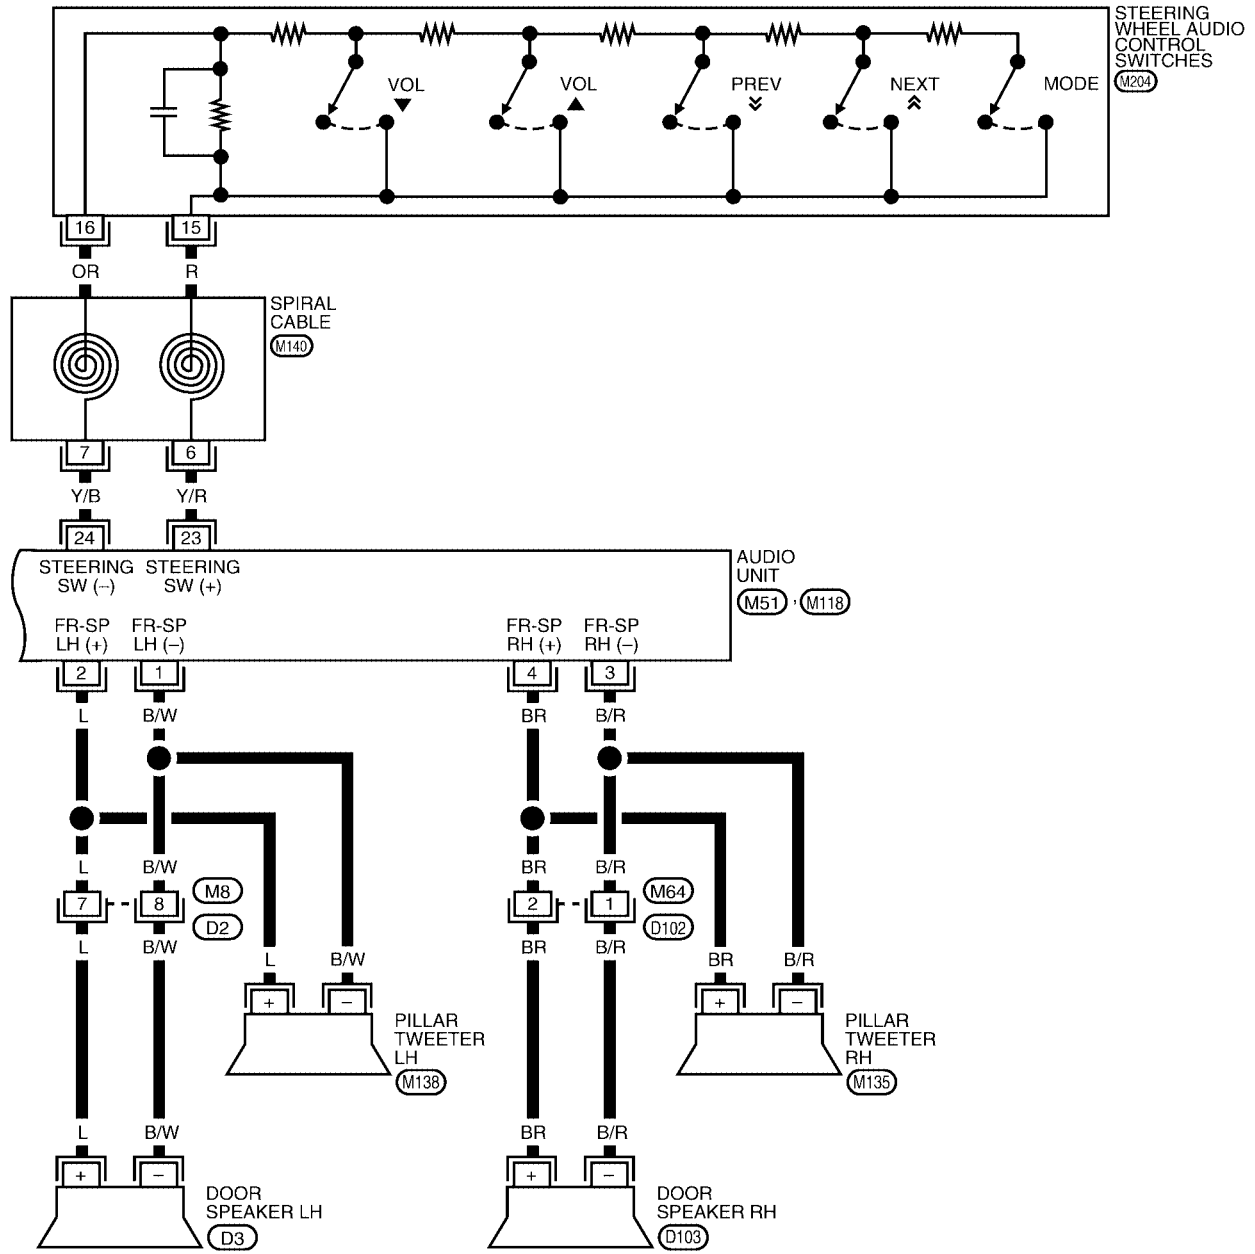 STEERING
WHEEL AUDIO
CONTROL
SWITCHES
M204
VOL
VOL
PREV
NEXT
MODE
16
15
OR
R
SPIRAL
CABLE
M140
7
6
Y/B
Y/R
24
23
STEERING
SW (–)
STEERING
SW (+)
AUDIO
UNIT
M51 , M118
FR-SP
LH (+)
FR-SP
LH (–)
FR-SP
RH (+)
FR-SP
RH (–)
2
1
4
3
L
B/W
BR
B/R
L
B/W
BR
B/R
7
8
M8
D2
2
1
M64
D102
L
B/W
BR
B/R
L
B/W
BR
B/R
+
–
+
–
PILLAR
TWEETER
LH
M138
PILLAR
TWEETER
RH
M135
L
B/W
BR
B/R
+
–
+
–
DOOR
SPEAKER LH
D3
DOOR
SPEAKER RH
D103